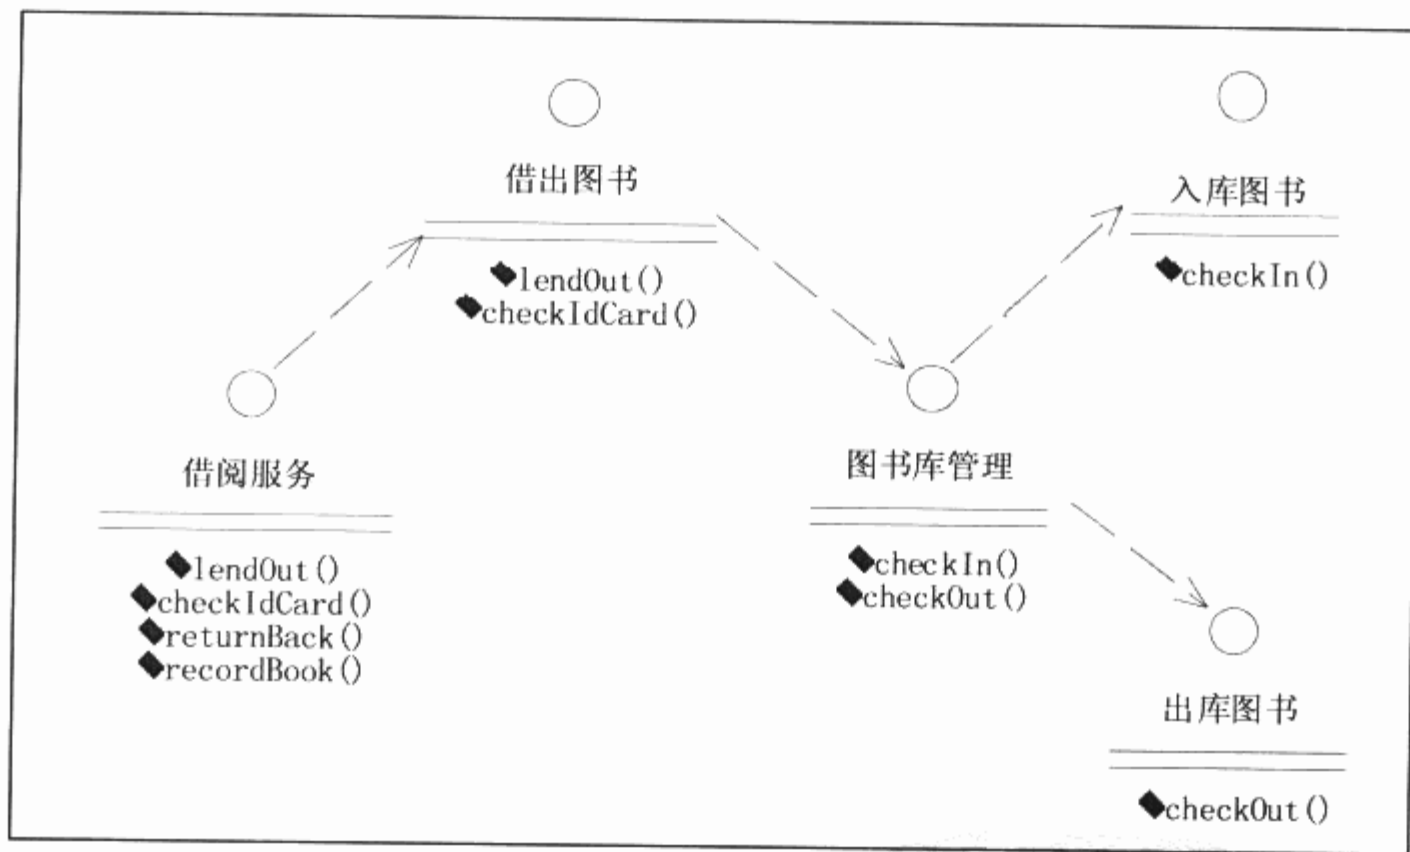 借出图书
lendOut()
checkIdCard()
入库图书
checkIn()
借阅服务
lendOut()
checkIdCard()
returnBack()
recordBook()
图书库管理
checkIn()
checkOut()
出库图书
checkOut()